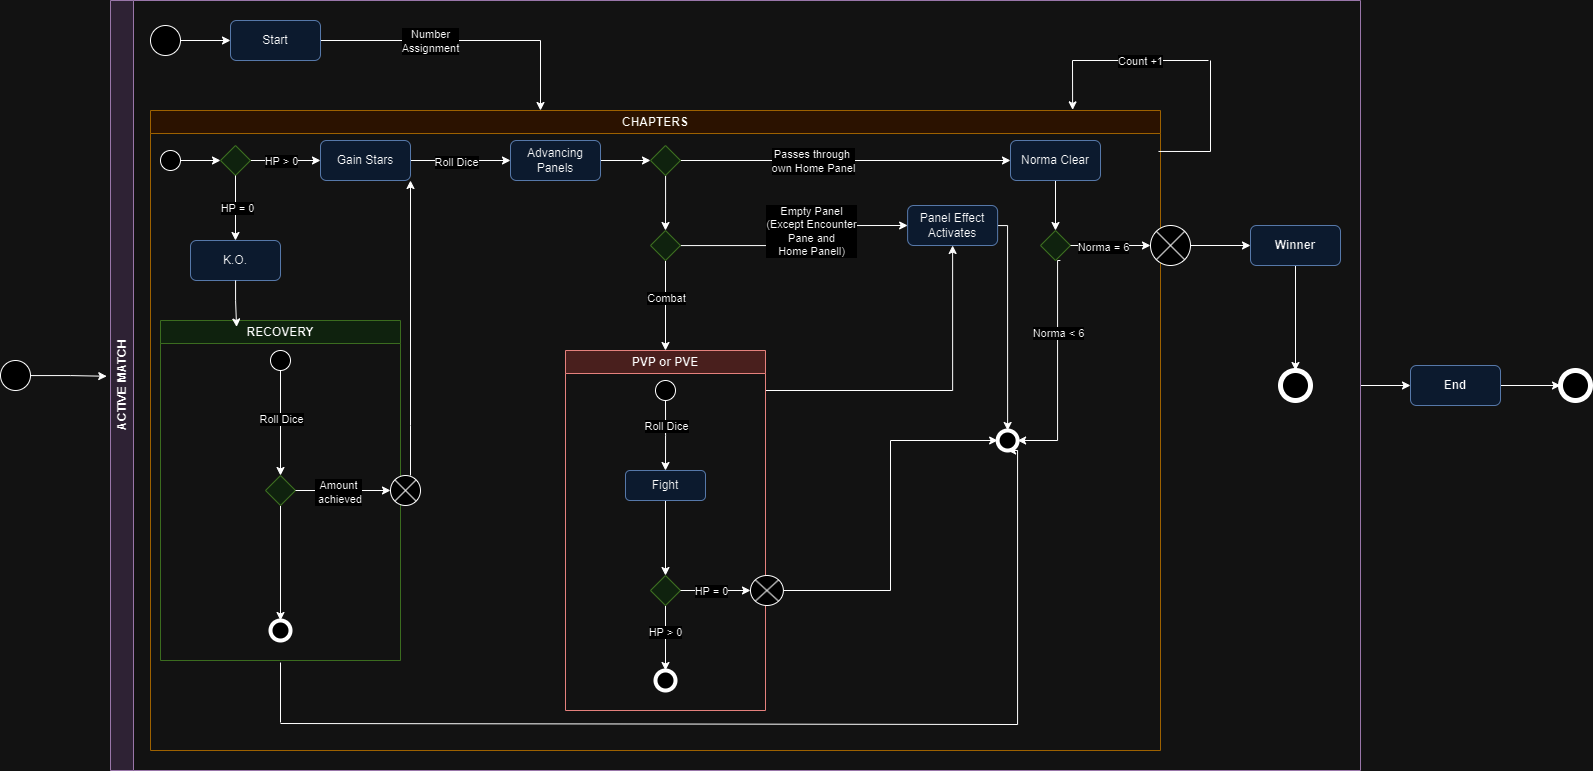 Number
Assignment
Start
Count +1
CHAPTERS
HP > 0
Gain Stars
Roll Dice
Advancing
Panels
Passes through
own Home Panel
Norma Clear
HP = 0
Empty Panel
(Except Encounter
Pane and
Home Panell)
Panel Effect
Activates
K.O.
Norma = 6
Winner
Combat
RECOVERY
Norma < 6
ACTIVE MATCH
PVP or PVE
End
Roll Dice
Roll Dice
Amount
achieved
Fight
HP = 0
HP > 0